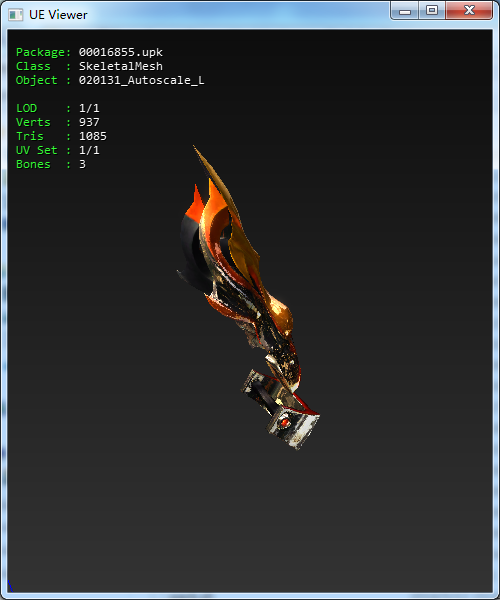 UE Viewer
Package: 00016855.upk
Class  : SkeletalMesh
Object : 020131_Autoscale_L
LOD    : 1/1
Verts  : 937
Tris   : 1085
UV Set : 1/1
Bones  : 3